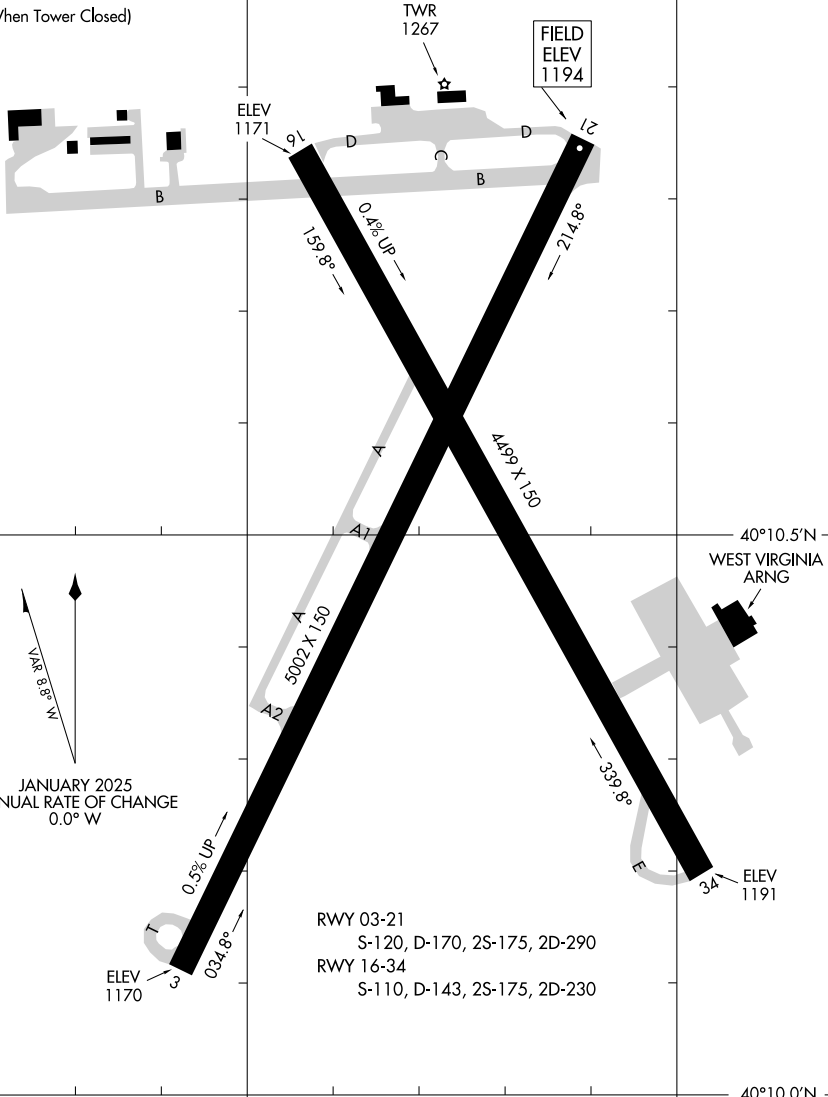 When Tower Closed)
TWR
1267
FIELD
ELEV
1194
ELEV
1171
16
21
D
D
C
B
B
0.4% UP
159.8°
214.8°
A
4499 X 150
A1
40°10.5'N
WEST VIRGINIA
ARNG
A
5002 X 150
VAR 8.8° W
A2
JANUARY 2025
NUAL RATE OF CHANGE
0.0° W
339.8°
0.5% UP
E
34
ELEV
1191
T
034.8°
ELEV
1170
3
RWY 03-21
S-120, D-170, 2S-175, 2D-290
RWY 16-34
S-110, D-143, 2S-175, 2D-230
40°10.0'N